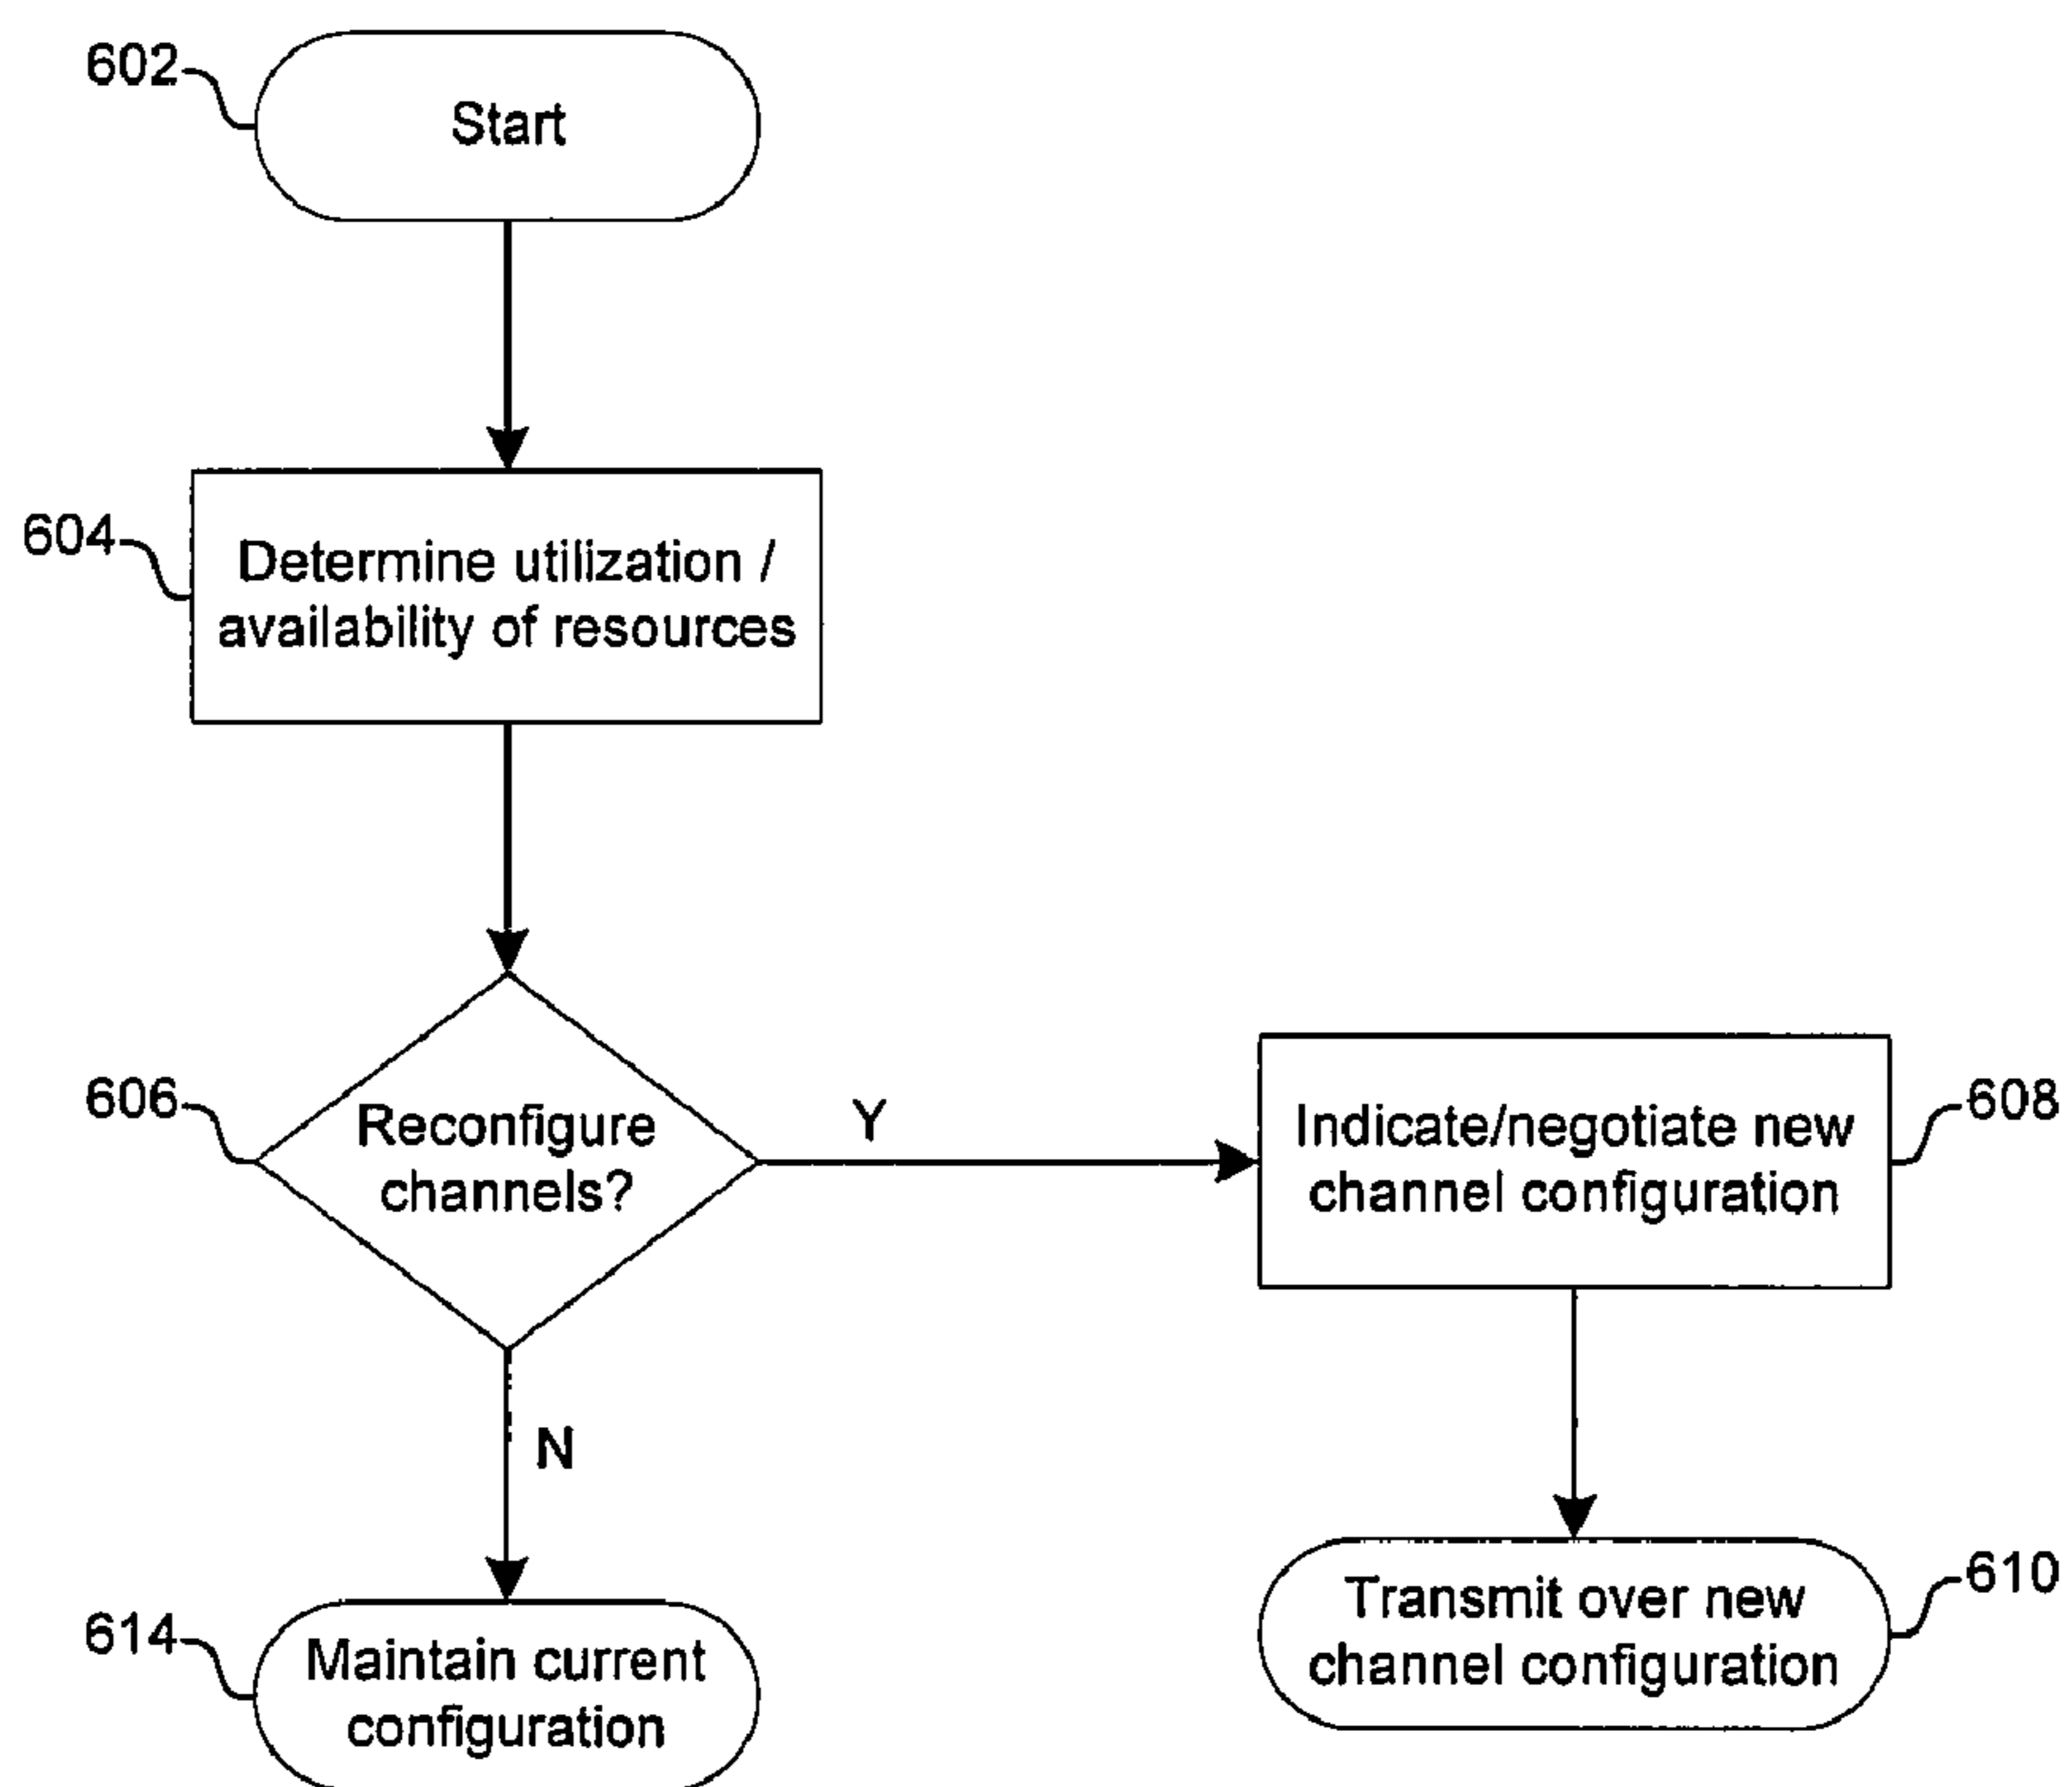 602
Start
604
Determine utilization /
availability of resources
606
Reconfigure
channels?
Y
Indicate/negotiate new
channel configuration
608
N
614
Maintain current
configuration
Transmit over new
channel configuration
610